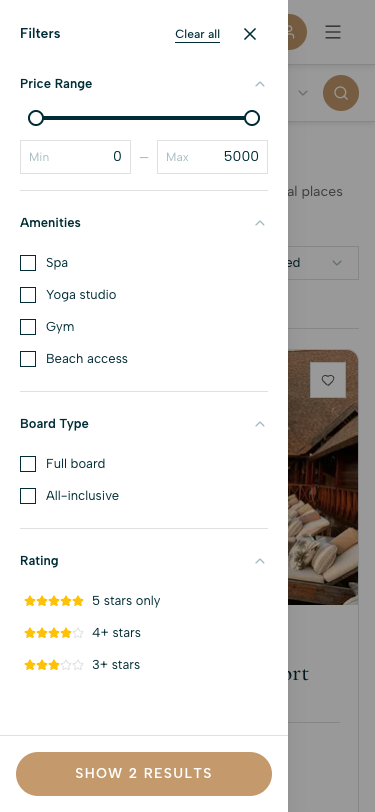 Filters
Clear all
Price Range
Min 0 – Max 5000
Amenities
Spa
Yoga studio
Gym
Beach access
Board Type
Full board
All-inclusive
Rating
5 stars only
4+ stars
3+ stars
SHOW 2 RESULTS
places